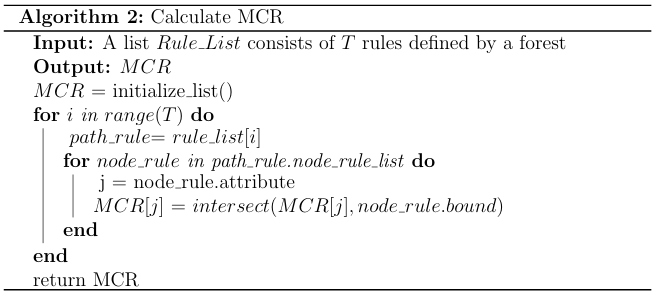 Algorithm 2: Calculate MCR
Input: A list Rule_List consists of T rules defined by a forest
Output: MCR
MCR = initialize_list()
for i in range(T) do
path_rule= rule_list[i]
for node_rule in path_rule.node_rule_list do
j = node_rule.attribute
MCR[j] = intersect(MCR[j], node_rule.bound)
end
end
return MCR